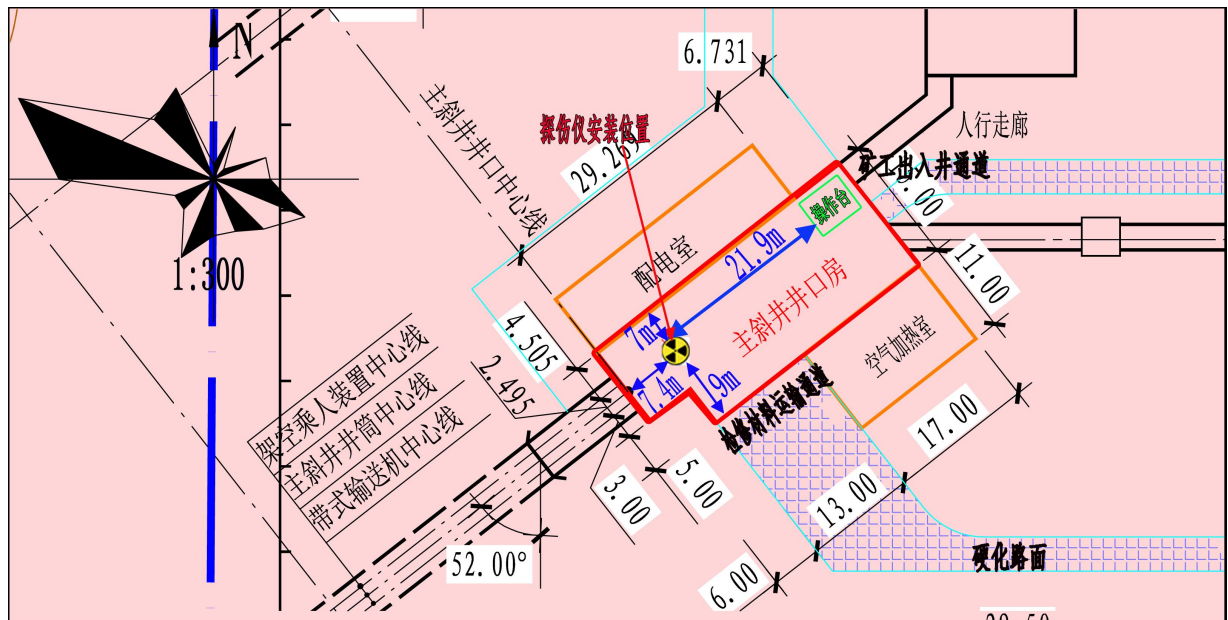 N
1:300
6.731
主斜井井口中心线
探伤仪安装位置
29.269
人行走廊
矿工出入井通道
操作台
配电室
21.9m
11.00
主斜井井口房
7m
4.505
2.495
空气加热室
7.4m
19m
检修材料运输通道
架空乘人装置中心线
主斜井井筒中心线
带式输送机中心线
17.00
5.00
3.00
13.00
52.00°
6.00
硬化路面